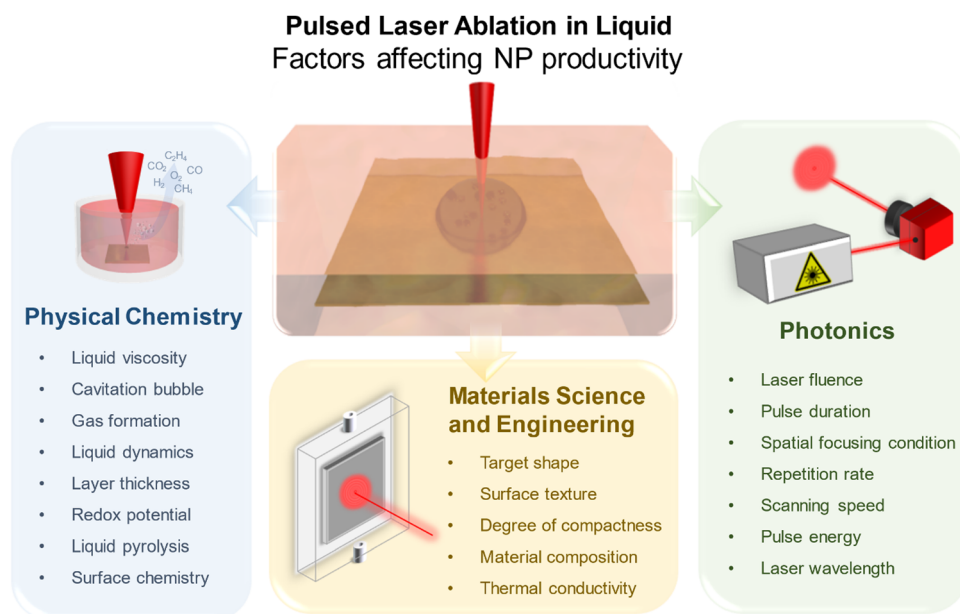 Pulsed Laser Ablation in Liquid
Factors affecting NP productivity
C₂H₄
CO₂
CO
O₂
H₂
CH₄
Physical Chemistry
• Liquid viscosity
• Cavitation bubble
• Gas formation
• Liquid dynamics
• Layer thickness
• Redox potential
• Liquid pyrolysis
• Surface chemistry
Materials Science
and Engineering
• Target shape
• Surface texture
• Degree of compactness
• Material composition
• Thermal conductivity
Photonics
• Laser fluence
• Pulse duration
• Spatial focusing condition
• Repetition rate
• Scanning speed
• Pulse energy
• Laser wavelength